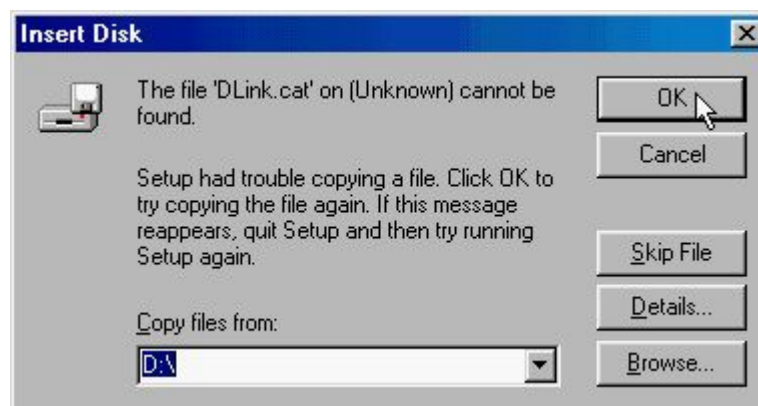 Insert Disk
The file 'DLink.cat' on (Unknown) cannot be
found.
OK
Cancel
Setup had trouble copying a file. Click OK to
try copying the file again. If this message
reappears, quit Setup and then try running
Setup again.
Skip File
Details...
Copy files from:
D:\
Browse...